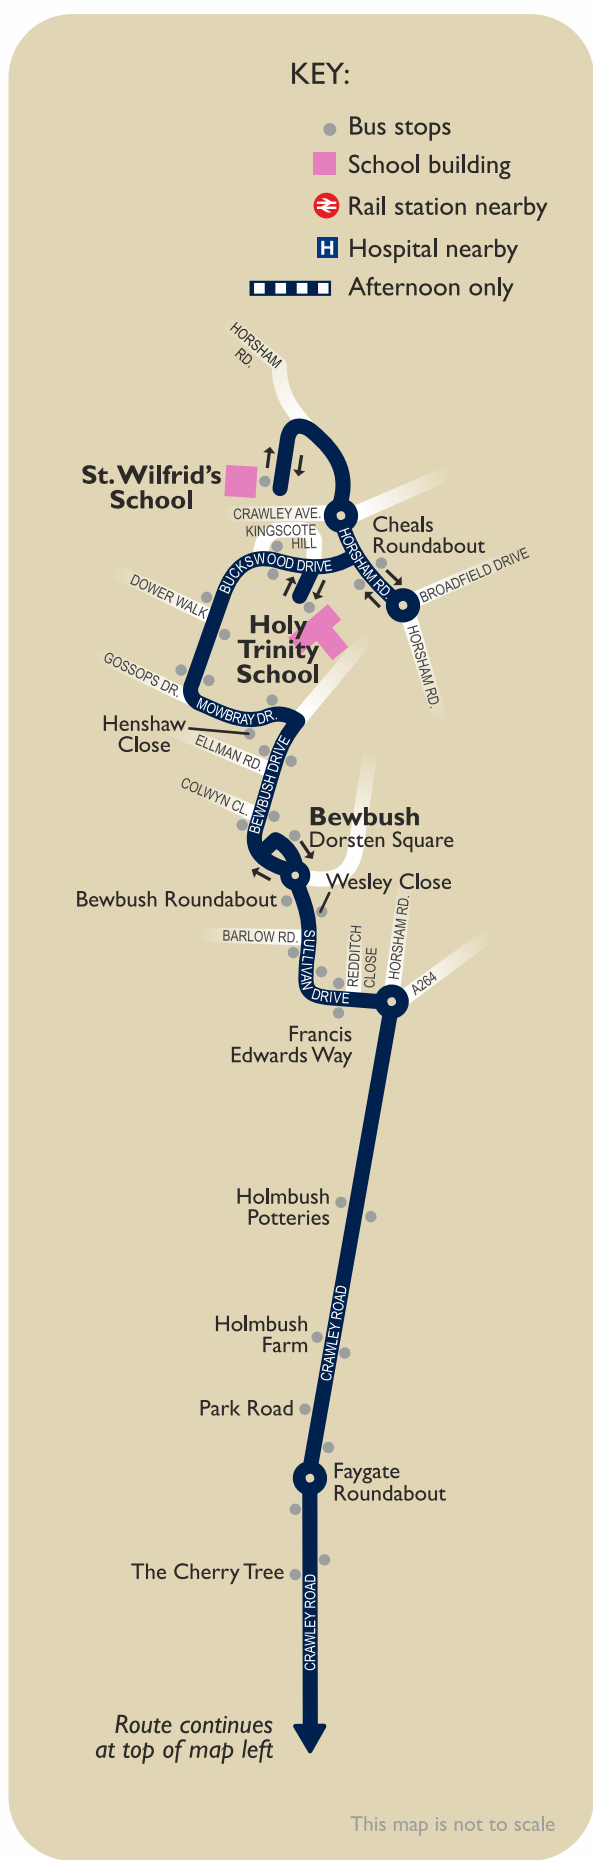 KEY:
Bus stops
School building
Rail station nearby
H
Hospital nearby
Afternoon only
HORSHAM
RD.
St. Wilfrid's
School
CRAWLEY AVE.
KINGSCOTE
HILL
Cheals
Roundabout
HORSHAM RD.
BUCKSWOOD DRIVE
BROADFIELD DRIVE
DOWER WALK
HORSHAM RD.
Holy
Trinity
School
GOSSOPS DR.
MOWBRAY DR.
Henshaw
Close
ELLMAN RD.
BEWBUSH DRIVE
COLWYN CL.
Bewbush
Dorsten Square
Wesley Close
Bewbush Roundabout
BARLOW RD.
SULLIVAN
DRIVE
REDDITCH
CLOSE
HORSHAM RD.
A264
Francis
Edwards Way
Holmbush
Potteries
CRAWLEY ROAD
Holmbush
Farm
Park Road
Faygate
Roundabout
The Cherry Tree
CRAWLEY ROAD
Route continues
at top of map left
This map is not to scale